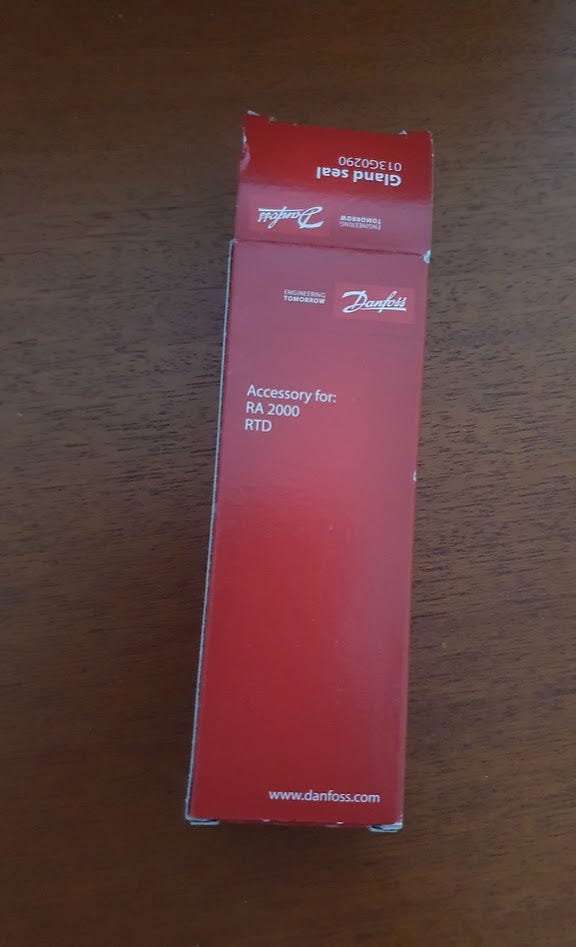 Gland seal
013G0290
Danfoss
ENGINEERING
TOMORROW
ENGINEERING
TOMORROW
Danfoss
Accessory for:
RA 2000
RTD
www.danfoss.com